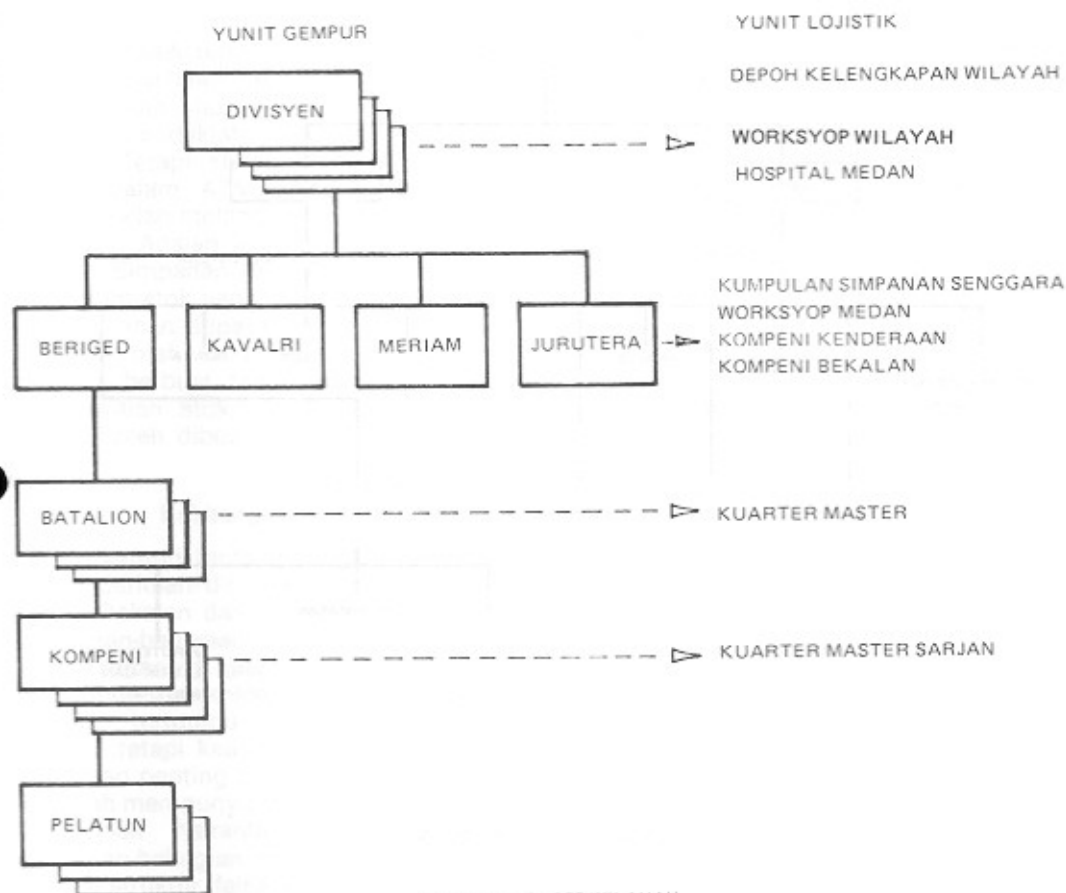 YUNIT GEMPUR
YUNIT LOJISTIK
DIVISYEN
DEPOH KELENGKAPAN WILAYAH
WORKSYOP WILAYAH
HOSPITAL MEDAN
BERIGED
KAVALRI
MERIAM
JURUTERA
KUMPULAN SIMPANAN SENGGARA
WORKSYOP MEDAN
KOMPENI KENDERAAN
KOMPENI BEKALAN
BATALION
KUARTER MASTER
KOMPENI
KUARTER MASTER SARJAN
PELATUN